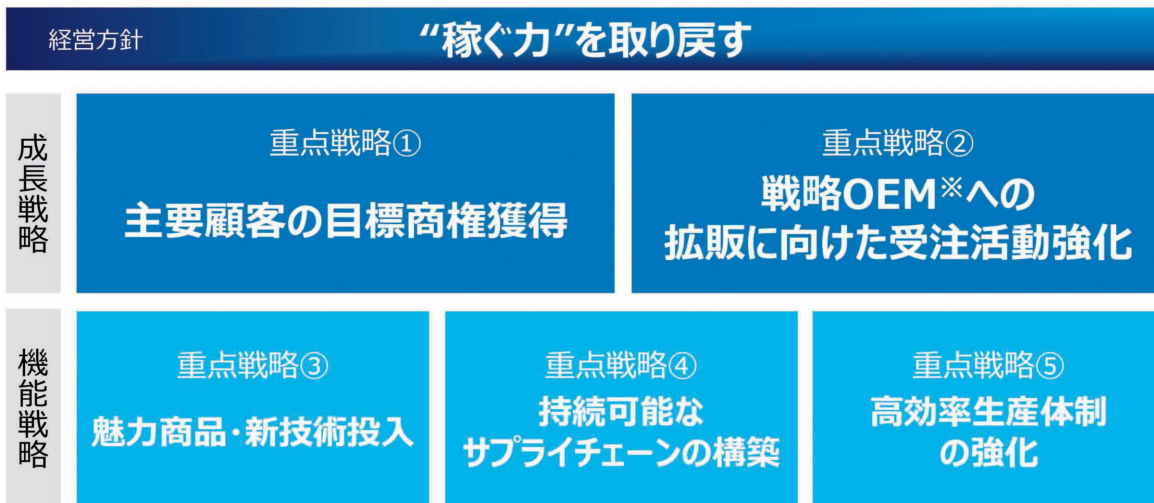 経営方針
“稼ぐ力”を取り戻す
成長戦略
重点戦略①
主要顧客の目標商権獲得
重点戦略②
戦略OEM※への
拡販に向けた受注活動強化
機能戦略
重点戦略③
魅力商品・新技術投入
重点戦略④
持続可能な
サプライチェーンの構築
重点戦略⑤
高効率生産体制
の強化